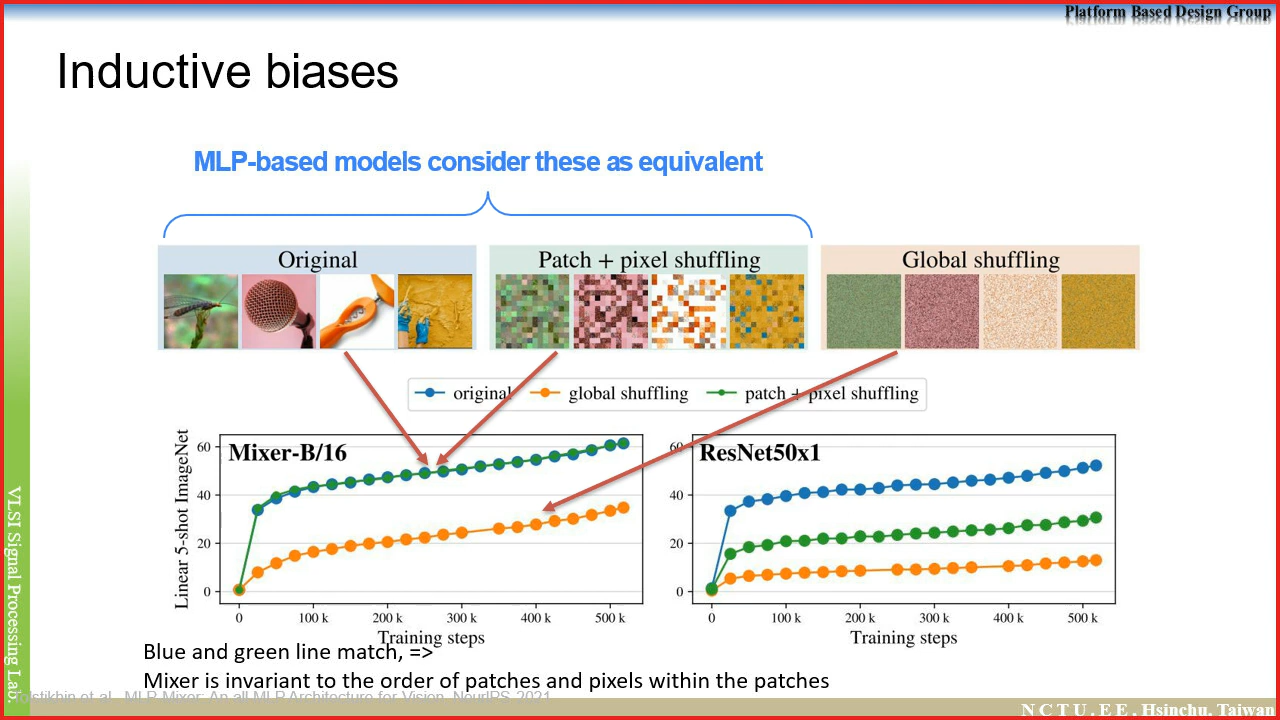 Platform Based Design Group
Inductive biases
MLP-based models consider these as equivalent
Original
Patch + pixel shuffling
Global shuffling
original
global shuffling
patch + pixel shuffling
Linear 5-shot ImageNet
Mixer-B/16
60
40
20
0
0
100 k
200 k
300 k
400 k
500 k
Training steps
ResNet50x1
60
40
20
0
0
100 k
200 k
300 k
400 k
500 k
Training steps
Blue and green line match, =>
Mixer is invariant to the order of patches and pixels within the patches
Tolstikhin et al., MLP-Mixer: An all-MLP Architecture for Vision, NeurIPS 2021
VLSI Signal Processing Lab.
N C T U . E E , Hsinchu, Taiwan